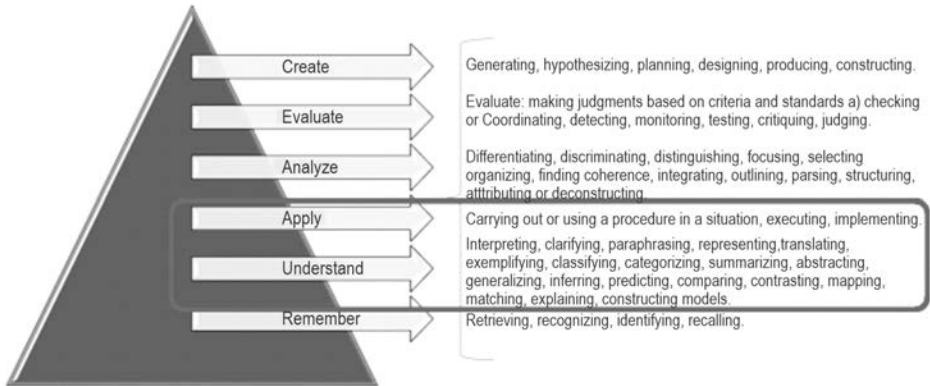 Create
Generating, hypothesizing, planning, designing, producing, constructing.
Evaluate
Evaluate: making judgments based on criteria and standards a) checking
or Coordinating, detecting, monitoring, testing, critiquing, judging.
Analyze
Differentiating, discriminating, distinguishing, focusing, selecting
organizing, finding coherence, integrating, outlining, parsing, structuring,
atttributing or deconstructing.
Apply
Carrying out or using a procedure in a situation, executing, implementing.
Understand
Interpreting, clarifying, paraphrasing, representing,translating,
exemplifying, classifying, categorizing, summarizing, abstracting,
generalizing, inferring, predicting, comparing, contrasting, mapping,
matching, explaining, constructing models.
Remember
Retrieving, recognizing, identifying, recalling.